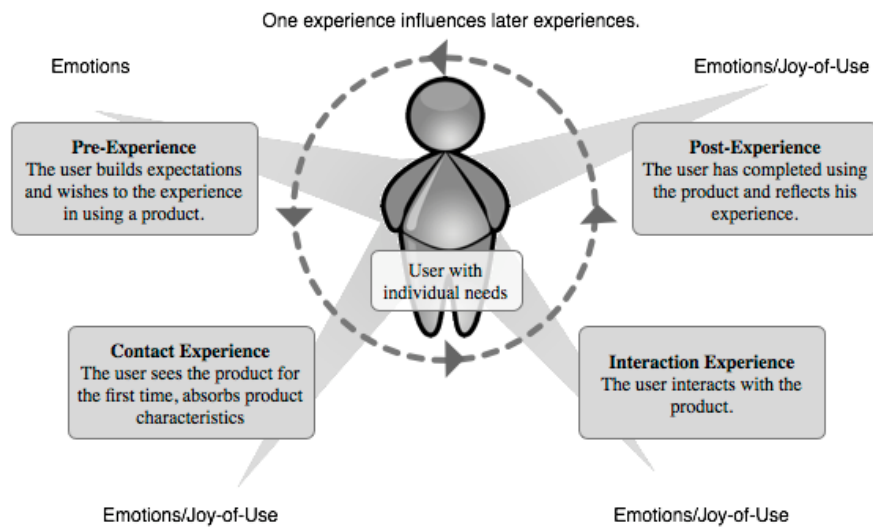 One experience influences later experiences.
Emotions
Emotions/Joy-of-Use
Pre-Experience
The user builds expectations
and wishes to the experience
in using a product.
Post-Experience
The user has completed using
the product and reflects his
experience.
User with
individual needs
Contact Experience
The user sees the product for
the first time, absorbs product
characteristics
Interaction Experience
The user interacts with the
product.
Emotions/Joy-of-Use
Emotions/Joy-of-Use